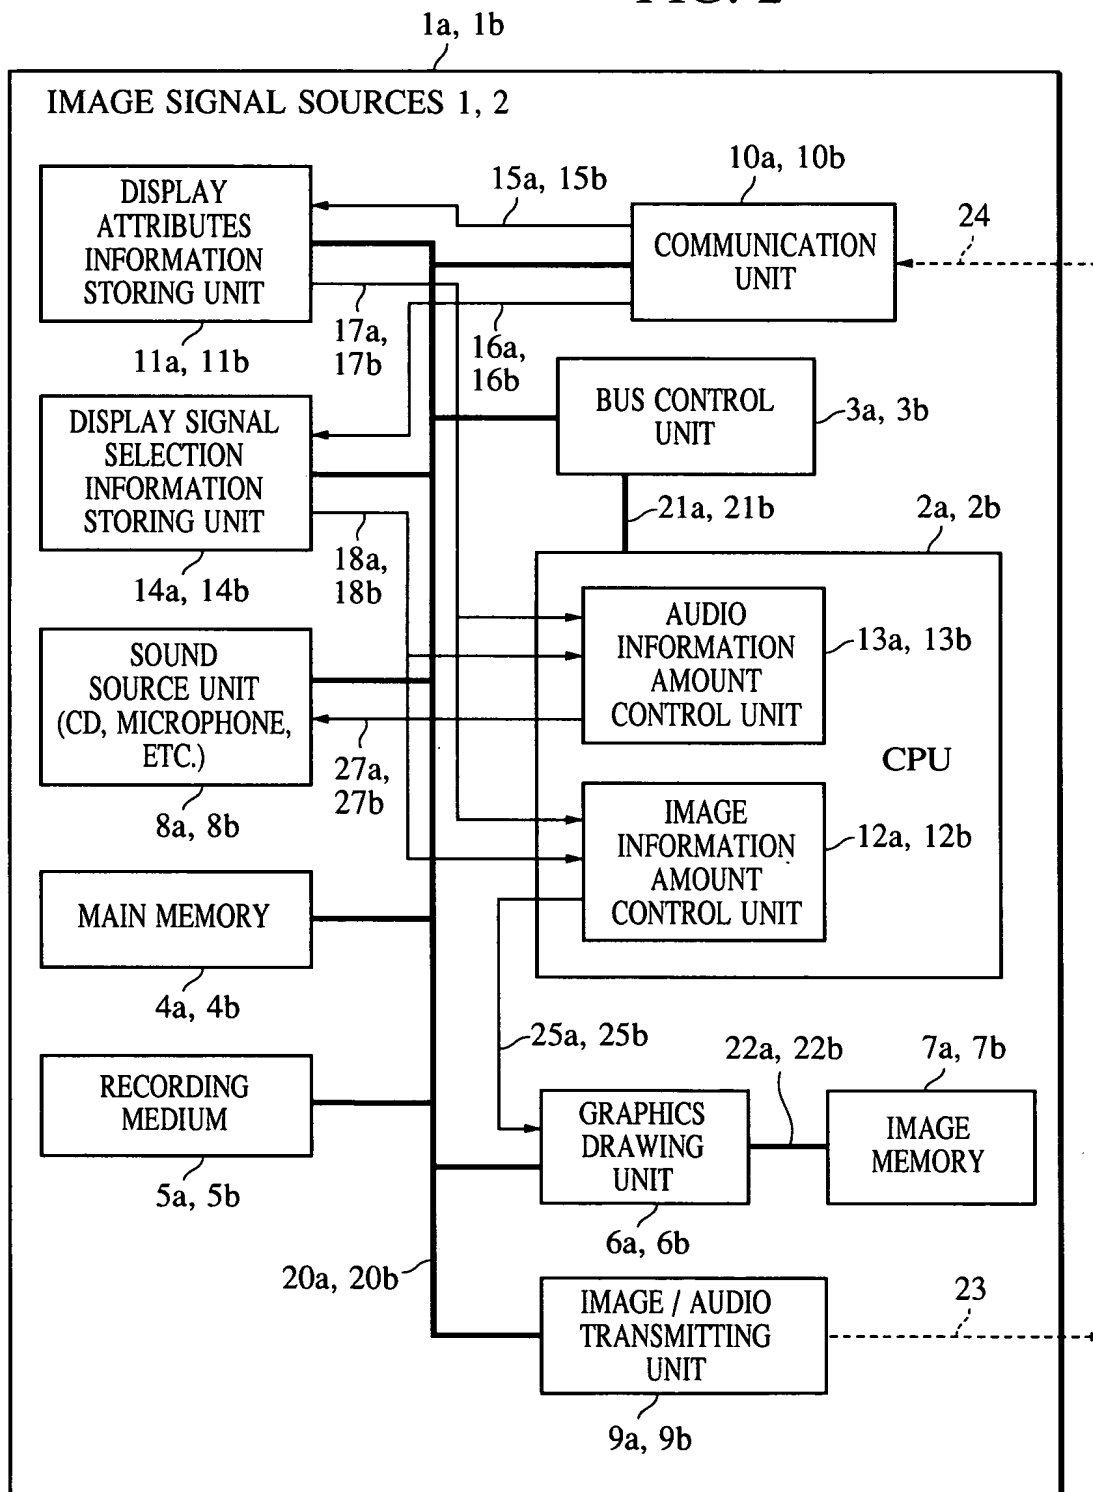 FIG. 2
1a, 1b
IMAGE SIGNAL SOURCES 1, 2
DISPLAY
ATTRIBUTES
INFORMATION
STORING UNIT
11a, 11b
15a, 15b
10a, 10b
COMMUNICATION
UNIT
24
17a,
17b
16a,
16b
DISPLAY SIGNAL
SELECTION
INFORMATION
STORING UNIT
14a, 14b
BUS CONTROL
UNIT
3a, 3b
21a, 21b
2a, 2b
18a,
18b
SOUND
SOURCE UNIT
(CD, MICROPHONE,
ETC.)
8a, 8b
AUDIO
INFORMATION
AMOUNT
CONTROL UNIT
13a, 13b
CPU
27a,
27b
IMAGE
INFORMATION
AMOUNT
CONTROL UNIT
12a, 12b
MAIN MEMORY
4a, 4b
25a, 25b
22a, 22b
7a, 7b
RECORDING
MEDIUM
5a, 5b
GRAPHICS
DRAWING
UNIT
6a, 6b
IMAGE
MEMORY
20a, 20b
IMAGE / AUDIO
TRANSMITTING
UNIT
9a, 9b
23